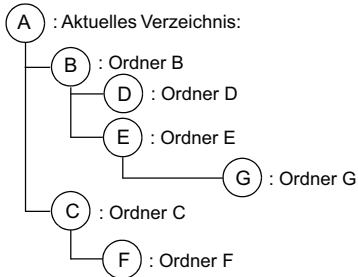 A : Aktuelles Verzeichnis:
B : Ordner B
D : Ordner D
E : Ordner E
G : Ordner G
C : Ordner C
F : Ordner F